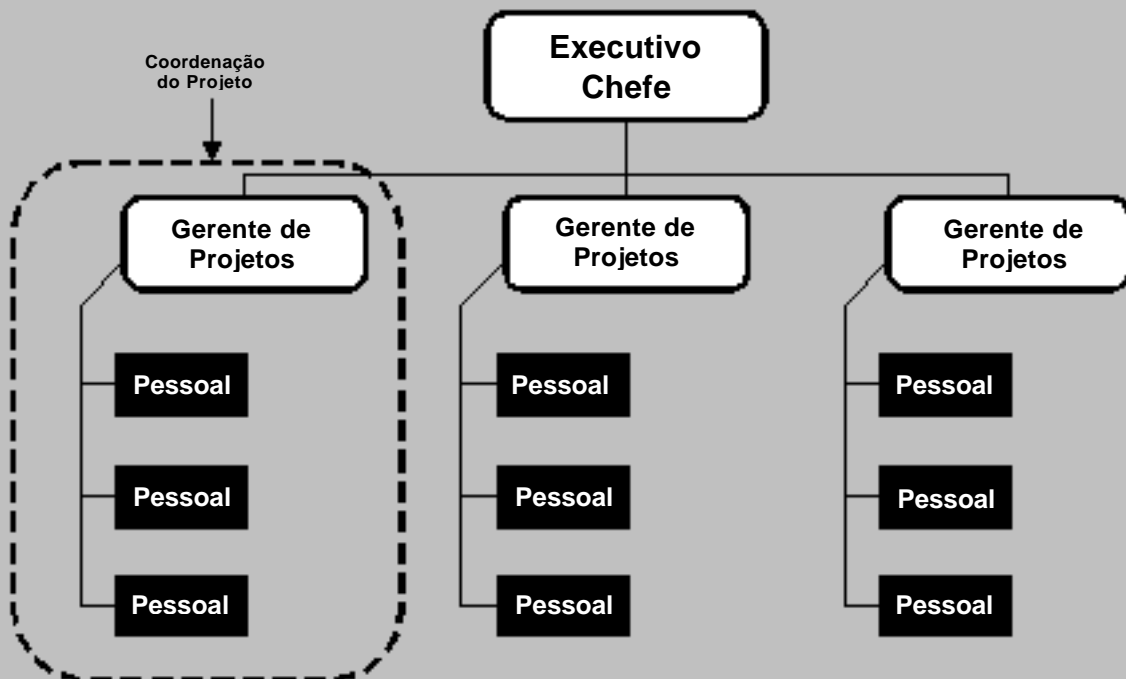 Executivo
Chefe
Coordenação
do Projeto
Gerente de
Projetos
Gerente de
Projetos
Gerente de
Projetos
Pessoal
Pessoal
Pessoal
Pessoal
Pessoal
Pessoal
Pessoal
Pessoal
Pessoal